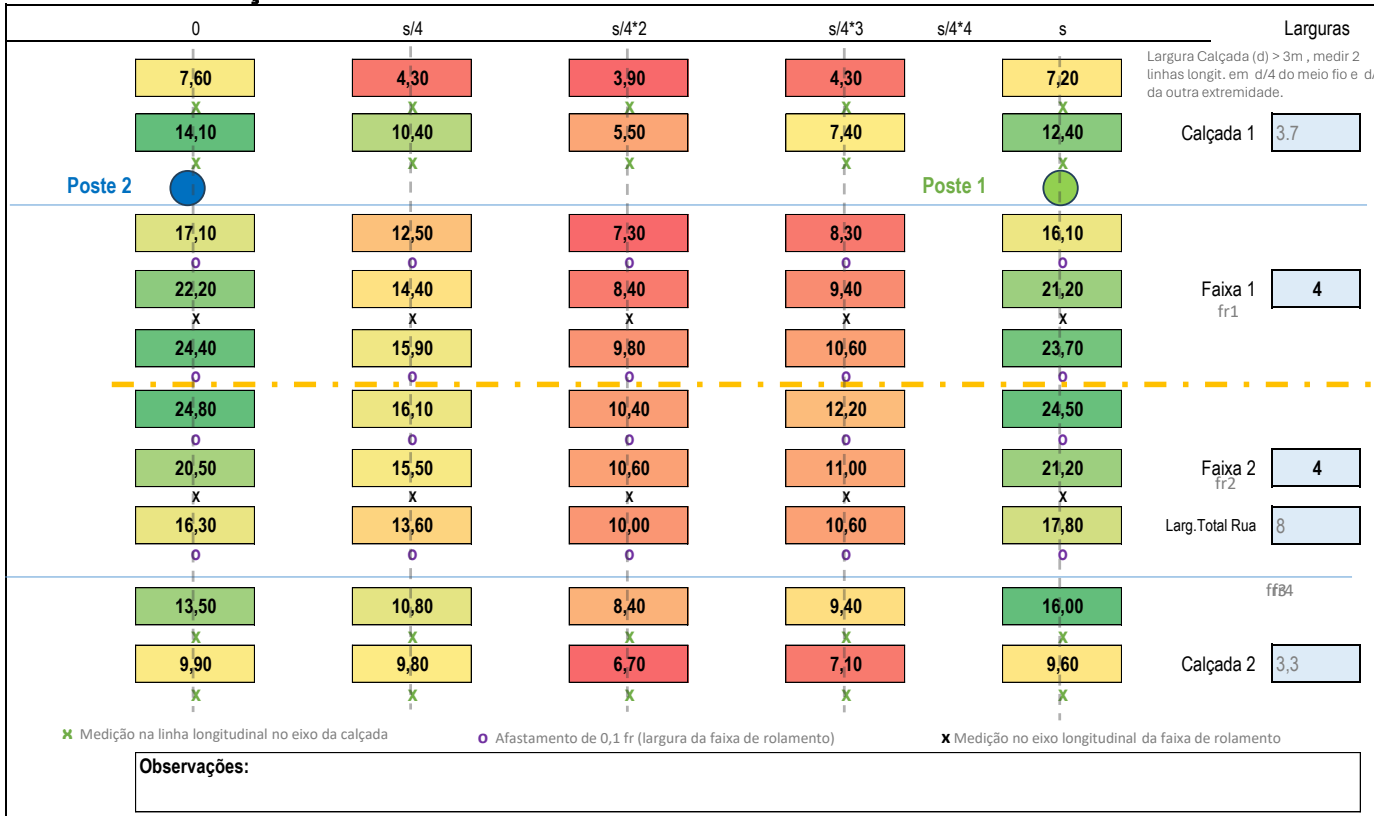 0 s/4 s/4*2 s/4*3 s/4*4 s Larguras
Largura Calçada (d) > 3m , medir 2
linhas longit. em d/4 do meio fio e d/
da outra extremidade.
7,60 4,30 3,90 4,30 7,20
x x x x x
14,10 10,40 5,50 7,40 12,40 Calçada 1 3.7
x x x x x
Poste 2 Poste 1
17,10 12,50 7,30 8,30 16,10
o o o o o
22,20 14,40 8,40 9,40 21,20 Faixa 1 4
fr1
x x x x x
24,40 15,90 9,80 10,60 23,70
o o o o o
24,80 16,10 10,40 12,20 24,50
o o o o o
20,50 15,50 10,60 11,00 21,20 Faixa 2 4
fr2
x x x x x
16,30 13,60 10,00 10,60 17,80 Larg.Total Rua 8
o o o o o
13,50 10,80 8,40 9,40 16,00
x x x x x
9,90 9,80 6,70 7,10 9,60 Calçada 2 3,3
x x x x x
x Medição na linha longitudinal no eixo da calçada o Afastamento de 0,1 fr (largura da faixa de rolamento) x Medição no eixo longitudinal da faixa de rolamento
Observações: